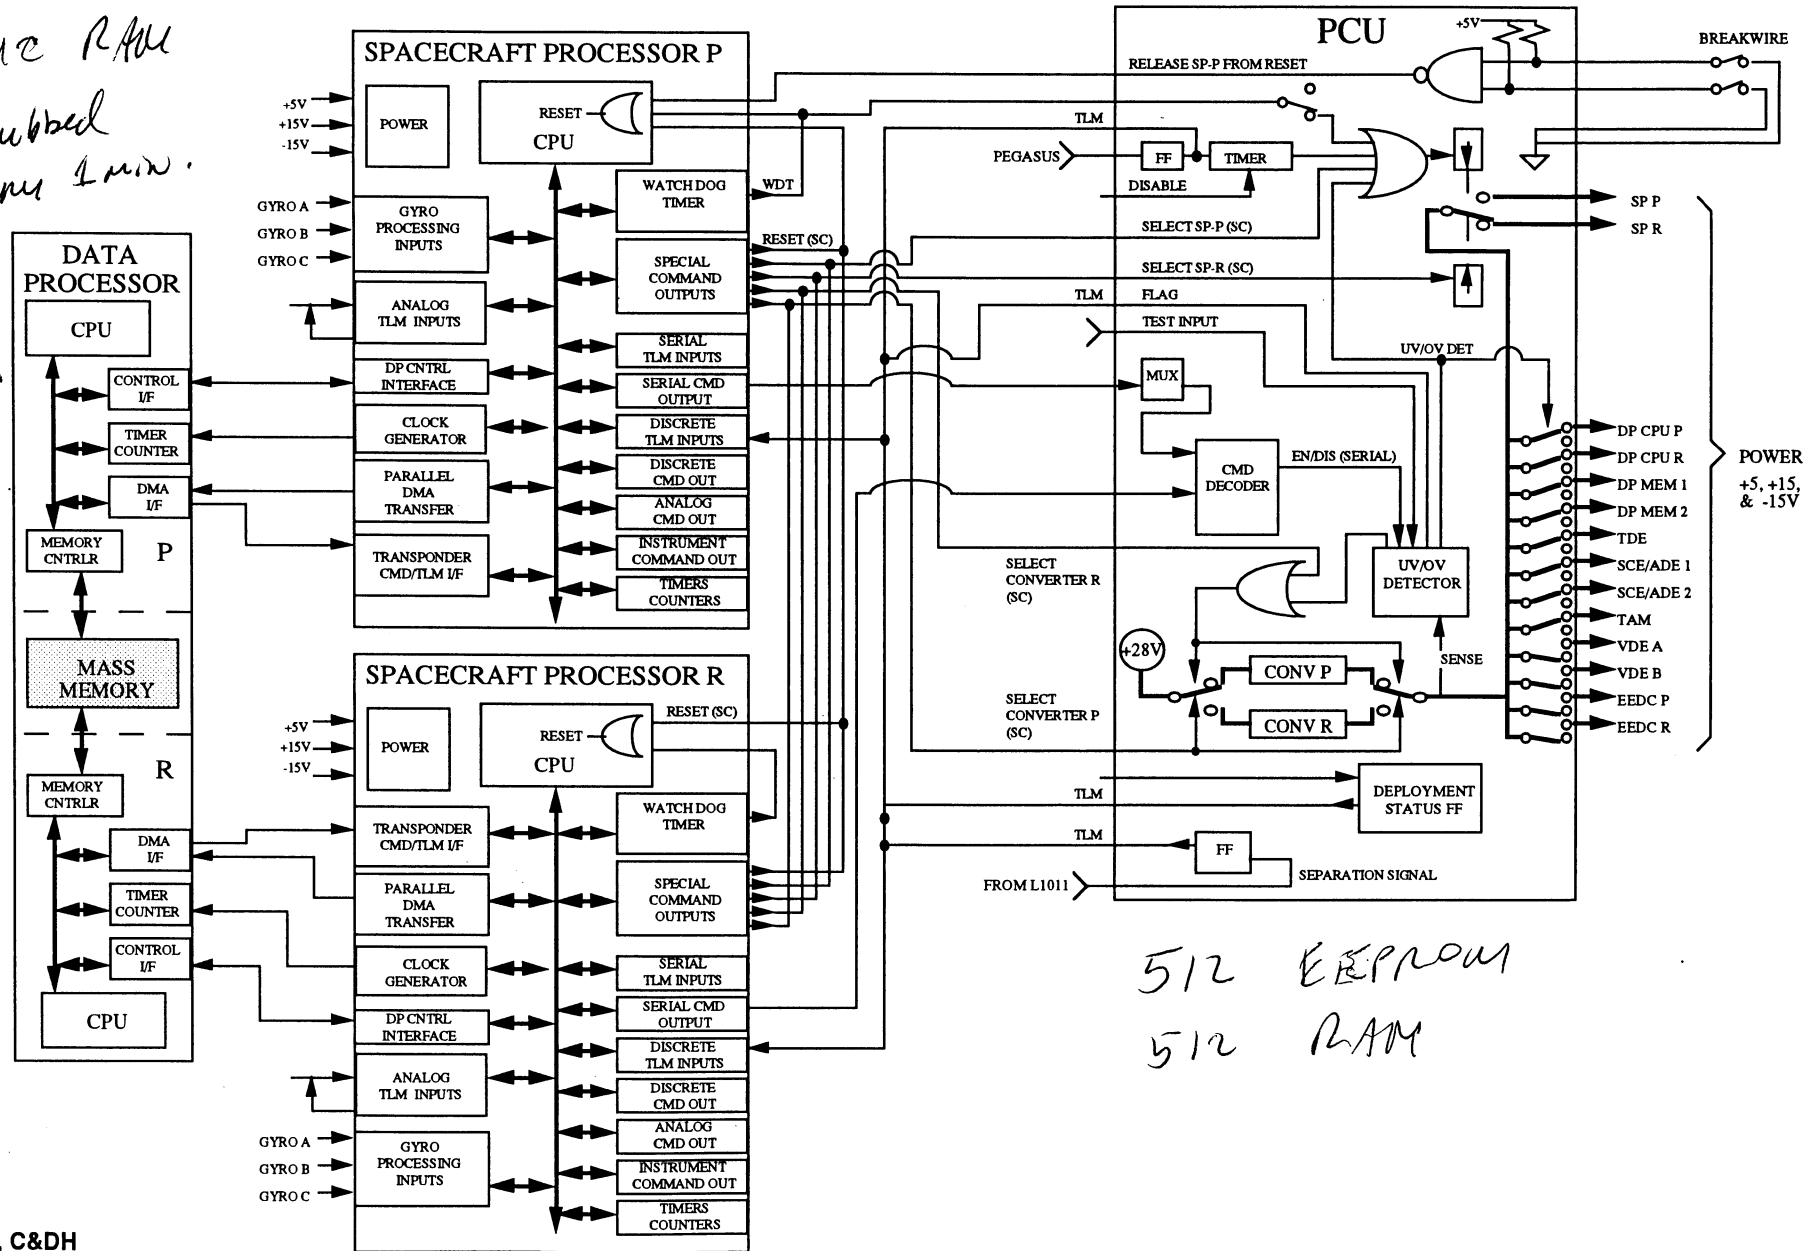 RAM
1 min.
SPACECRAFT PROCESSOR P
+5V
+15V
-15V
POWER
RESET
CPU
GYRO A
GYRO B
GYRO C
GYRO
PROCESSING
INPUTS
WATCH DOG
TIMER
WDT
SPECIAL
COMMAND
OUTPUTS
RESET (SC)
ANALOG
TLM INPUTS
SERIAL
TLM INPUTS
DP CNTRL
INTERFACE
SERIAL CMD
OUTPUT
CLOCK
GENERATOR
DISCRETE
TLM INPUTS
PARALLEL
DMA
TRANSFER
DISCRETE
CMD OUT
ANALOG
CMD OUT
TRANSPONDER
CMD/TLM I/F
INSTRUMENT
COMMAND OUT
TIMERS
COUNTERS
DATA
PROCESSOR
CPU
CONTROL
I/F
TIMER
COUNTER
DMA
I/F
MEMORY
CNTRLR
P
MASS
MEMORY
R
MEMORY
CNTRLR
DMA
I/F
TIMER
COUNTER
CONTROL
I/F
CPU
SPACECRAFT PROCESSOR R
+5V
+15V
-15V
POWER
RESET
CPU
RESET (SC)
WATCH DOG
TIMER
TRANSPONDER
CMD/TLM I/F
PARALLEL
DMA
TRANSFER
SPECIAL
COMMAND
OUTPUTS
CLOCK
GENERATOR
SERIAL
TLM INPUTS
SERIAL CMD
OUTPUT
DP CNTRL
INTERFACE
DISCRETE
TLM INPUTS
ANALOG
TLM INPUTS
DISCRETE
CMD OUT
ANALOG
CMD OUT
GYRO A
GYRO B
GYRO C
GYRO
PROCESSING
INPUTS
INSTRUMENT
COMMAND OUT
TIMERS
COUNTERS
PCU
+5V
BREAKWIRE
RELEASE SP-P FROM RESET
TLM
PEGASUS
FF
TIMER
DISABLE
SELECT SP-P (SC)
SELECT SP-R (SC)
TLM
FLAG
TEST INPUT
UV/OV DET
MUX
CMD
DECODER
EN/DIS (SERIAL)
UV/OV
DETECTOR
SENSE
SELECT
CONVERTER R
(SC)
+28V
CONV P
CONV R
SELECT
CONVERTER P
(SC)
TLM
DEPLOYMENT
STATUS FF
TLM
FF
FROM L1011
SEPARATION SIGNAL
SP P
SP R
DP CPU P
DP CPU R
DP MEM 1
DP MEM 2
TDE
SCE/ADE 1
SCE/ADE 2
TAM
VDE A
VDE B
EEDC P
EEDC R
POWER
+5, +15,
& -15V
512 EEPROM
512 RAM
C&DH